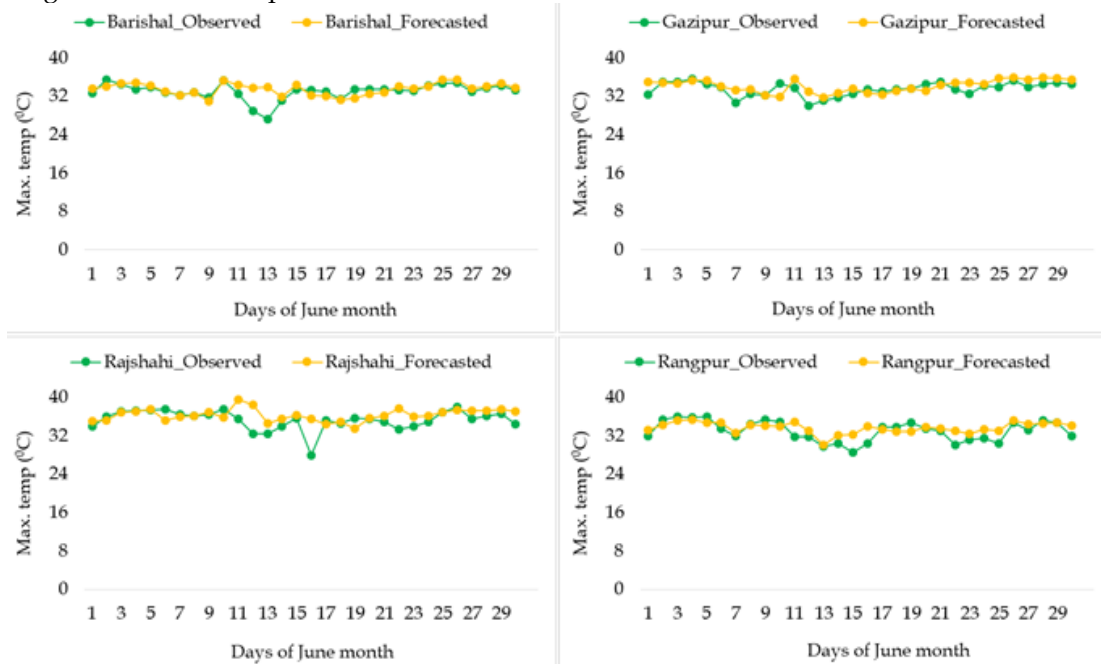 Barishal_Observed Barishal_Forecasted
40
32
24
16
8
0
Max. temp (⁰C)
1 3 5 7 9 11 13 15 17 19 21 23 25 27 29
Days of June month
Gazipur_Observed Gazipur_Forecasted
40
32
24
16
8
0
Max. temp (⁰C)
1 3 5 7 9 11 13 15 17 19 21 23 25 27 29
Days of June month
Rajshahi_Observed Rajshahi_Forecasted
40
32
24
16
8
0
Max. temp (⁰C)
1 3 5 7 9 11 13 15 17 19 21 23 25 27 29
Days of June month
Rangpur_Observed Rangpur_Forecasted
40
32
24
16
8
0
Max. temp (⁰C)
1 3 5 7 9 11 13 15 17 19 21 23 25 27 29
Days of June month